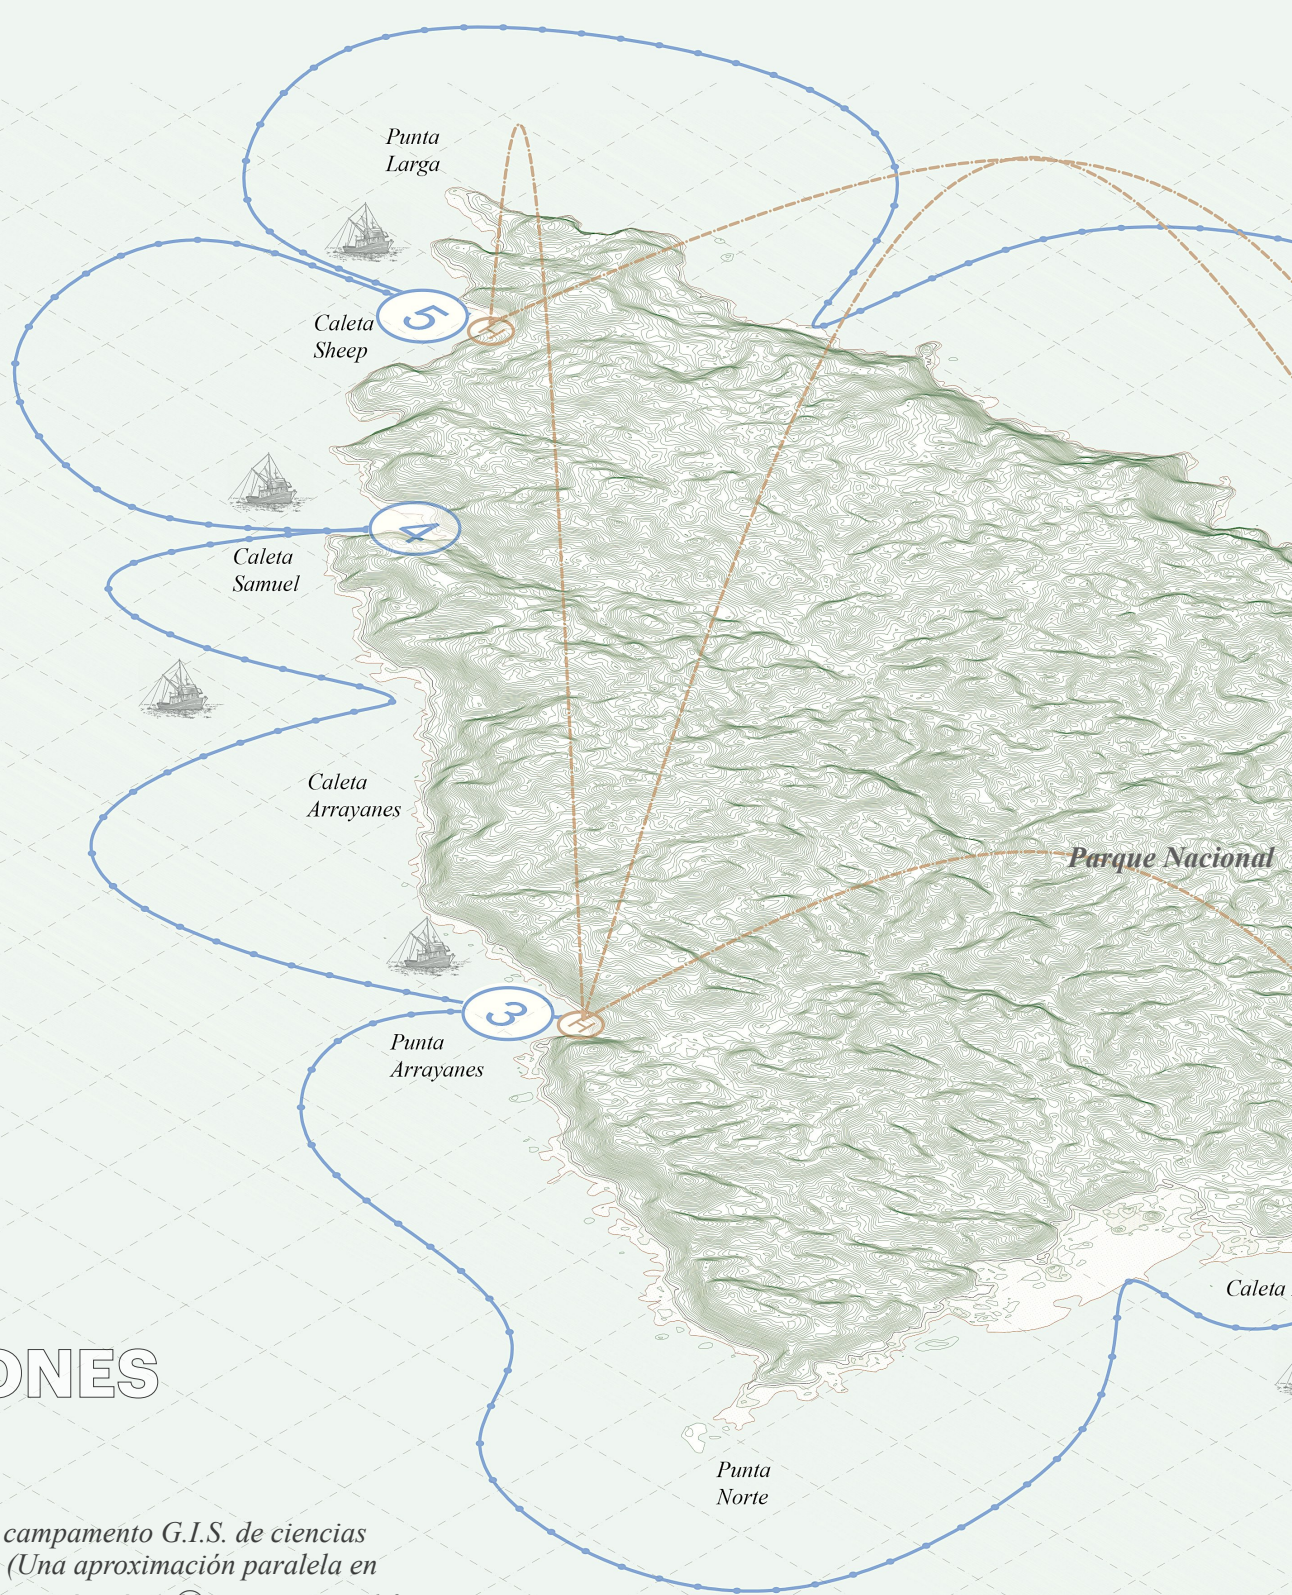 Punta
Larga
5
H
Caleta
Sheep
4
Caleta
Samuel
Caleta
Arrayanes
Parque Nacional
3
H
Punta
Arrayanes
Caleta
ONES
Punta
Norte
campamento G.I.S. de ciencias
(Una aproximación paralela en